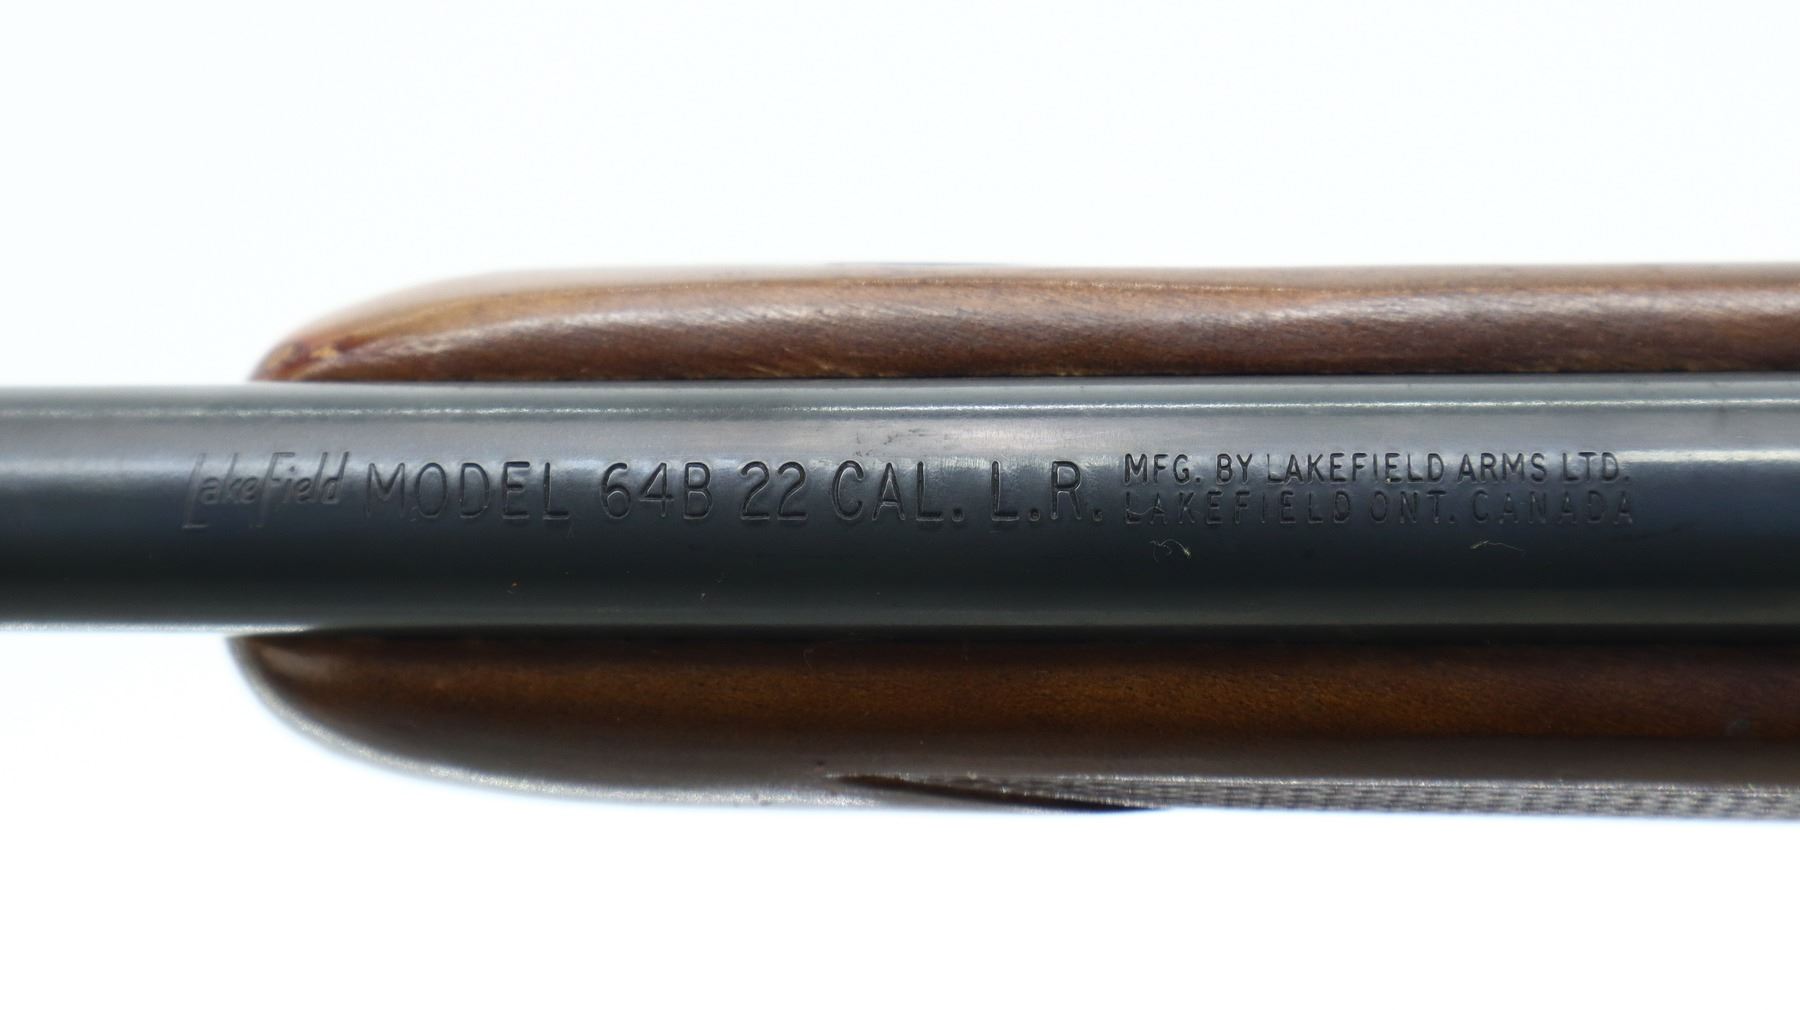 LakeField MODEL 64B 22 CAL. L.R. MFG. BY LAKEFIELD ARMS LTD.
LAKEFIELD ONT. CANADA